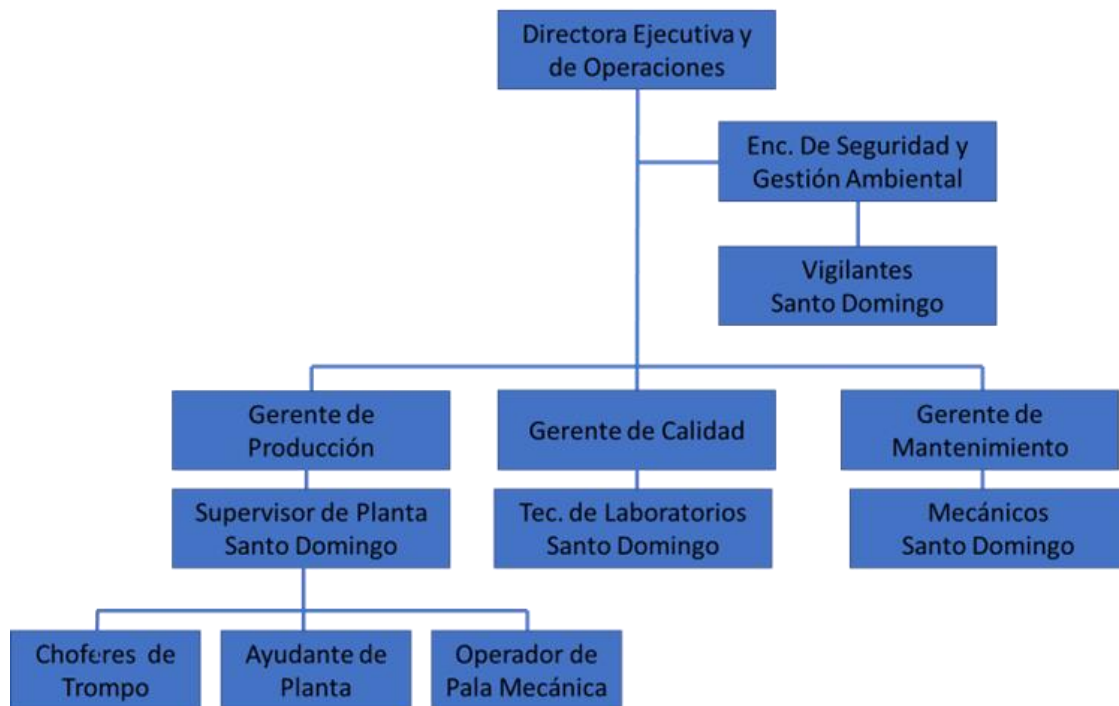 Directora Ejecutiva y
de Operaciones
Enc. De Seguridad y
Gestión Ambiental
Vigilantes
Santo Domingo
Gerente de
Producción
Gerente de Calidad
Gerente de
Mantenimiento
Supervisor de Planta
Santo Domingo
Tec. de Laboratorios
Santo Domingo
Mecánicos
Santo Domingo
Choferes de
Trompo
Ayudante de
Planta
Operador de
Pala Mecánica